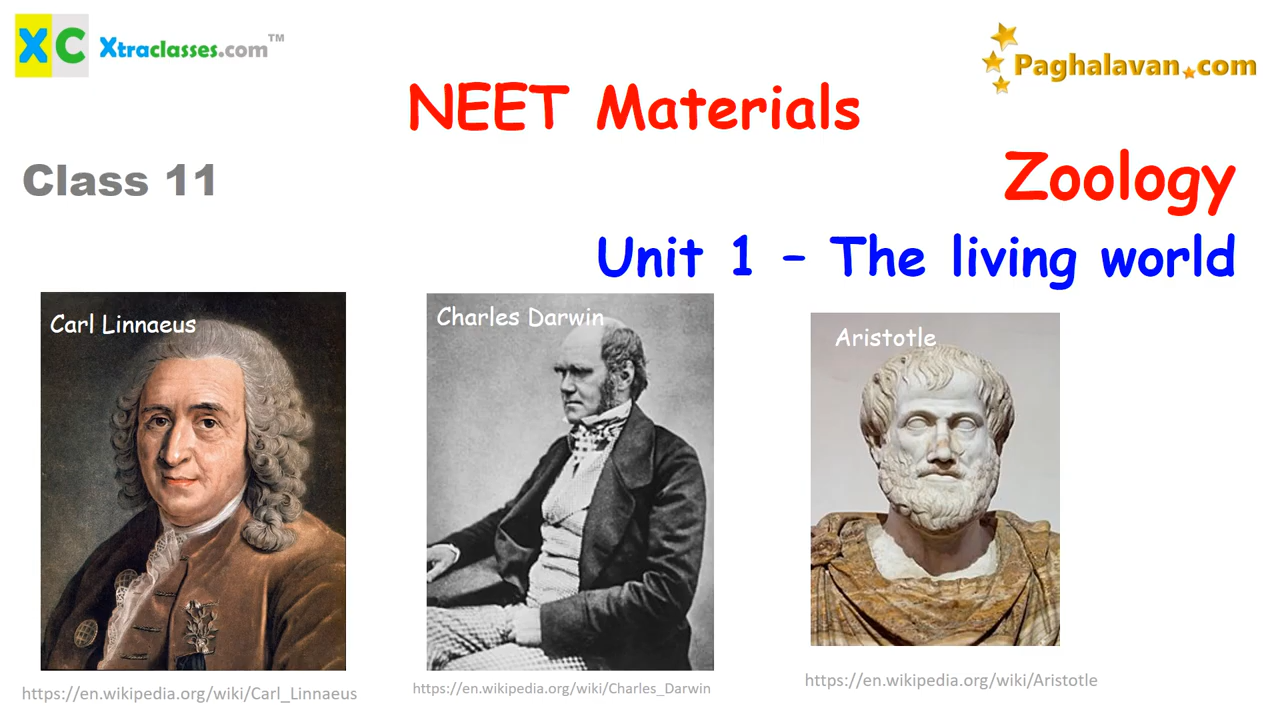 XC Xtraclasses.com™
Paghalavan.com
NEET Materials
Class 11
Zoology
Unit 1 – The living world
Carl Linnaeus
Charles Darwin
Aristotle
https://en.wikipedia.org/wiki/Carl_Linnaeus
https://en.wikipedia.org/wiki/Charles_Darwin
https://en.wikipedia.org/wiki/Aristotle